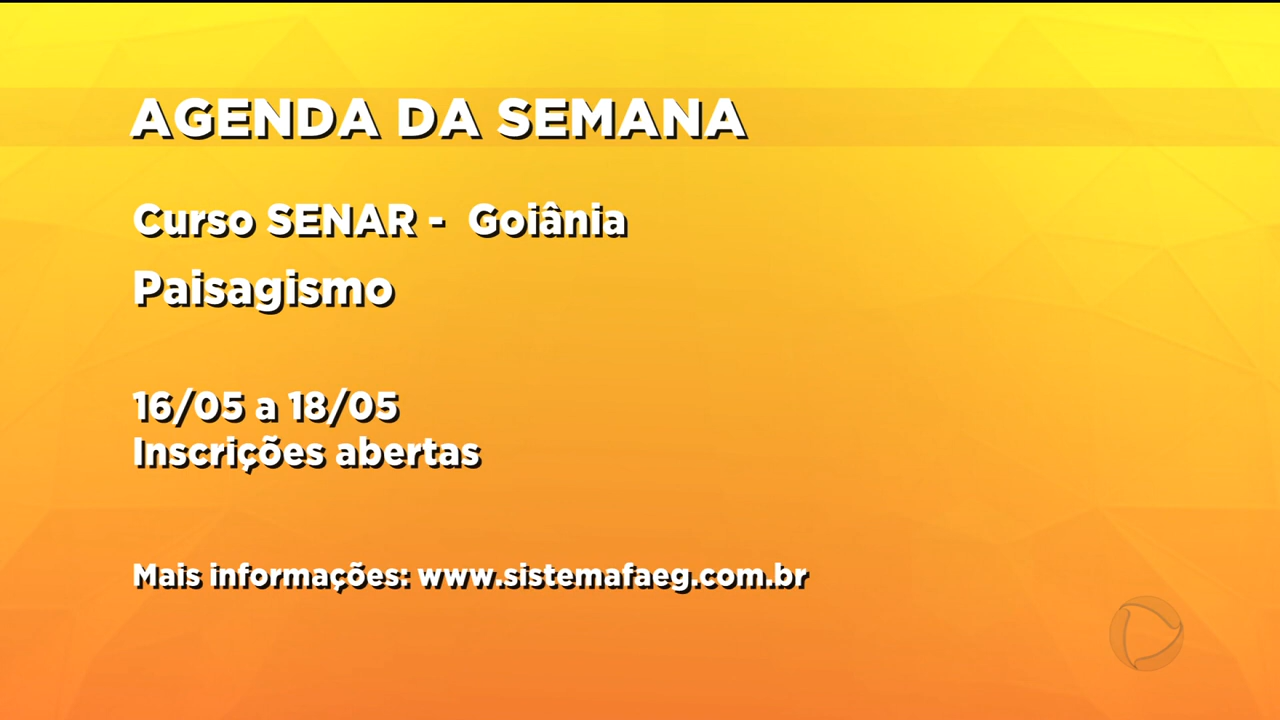 AGENDA DA SEMANA
Curso SENAR - Goiânia
Paisagismo
16/05 a 18/05
Inscrições abertas
Mais informações: www.sistemafaeg.com.br